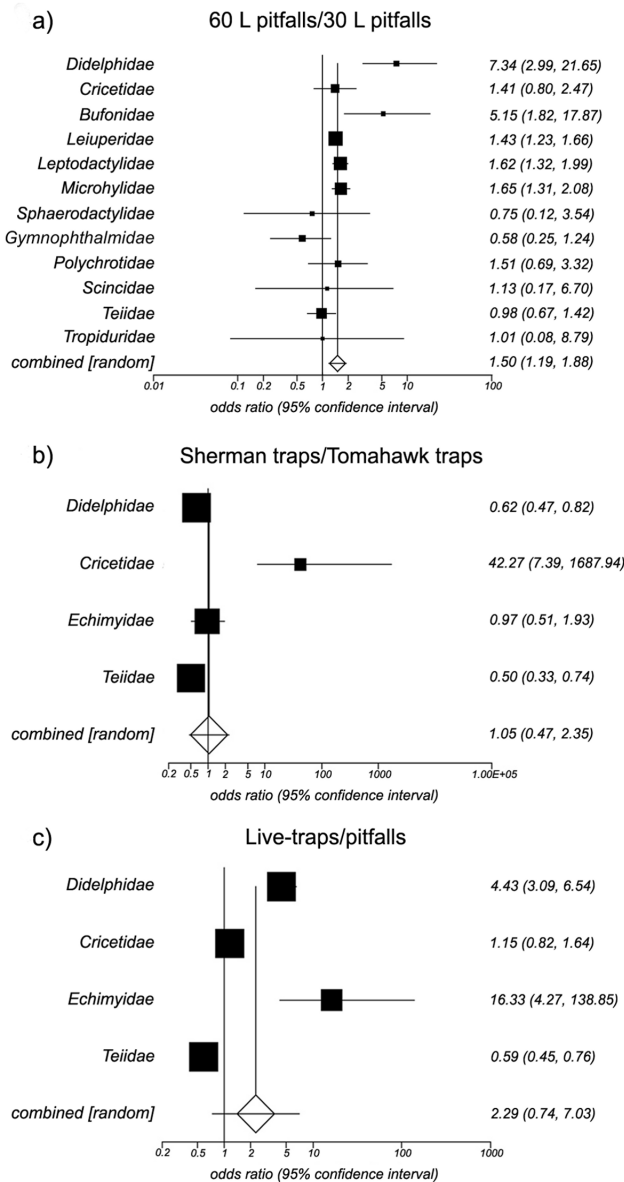 a) 60 L pitfalls/30 L pitfalls
Didelphidae 7.34 (2.99, 21.65)
Cricetidae 1.41 (0.80, 2.47)
Bufonidae 5.15 (1.82, 17.87)
Leiuperidae 1.43 (1.23, 1.66)
Leptodactylidae 1.62 (1.32, 1.99)
Microhylidae 1.65 (1.31, 2.08)
Sphaerodactylidae 0.75 (0.12, 3.54)
Gymnophthalmidae 0.58 (0.25, 1.24)
Polychrotidae 1.51 (0.69, 3.32)
Scincidae 1.13 (0.17, 6.70)
Teiidae 0.98 (0.67, 1.42)
Tropiduridae 1.01 (0.08, 8.79)
combined [random] 1.50 (1.19, 1.88)
0.01 0.1 0.2 0.5 1 2 5 10 100
odds ratio (95% confidence interval)
b) Sherman traps/Tomahawk traps
Didelphidae 0.62 (0.47, 0.82)
Cricetidae 42.27 (7.39, 1687.94)
Echimyidae 0.97 (0.51, 1.93)
Teiidae 0.50 (0.33, 0.74)
combined [random] 1.05 (0.47, 2.35)
0.2 0.5 1 2 5 10 100 1000 1.00E+05
odds ratio (95% confidence interval)
c) Live-traps/pitfalls
Didelphidae 4.43 (3.09, 6.54)
Cricetidae 1.15 (0.82, 1.64)
Echimyidae 16.33 (4.27, 138.85)
Teiidae 0.59 (0.45, 0.76)
combined [random] 2.29 (0.74, 7.03)
0.2 0.5 1 2 5 10 100 1000
odds ratio (95% confidence interval)